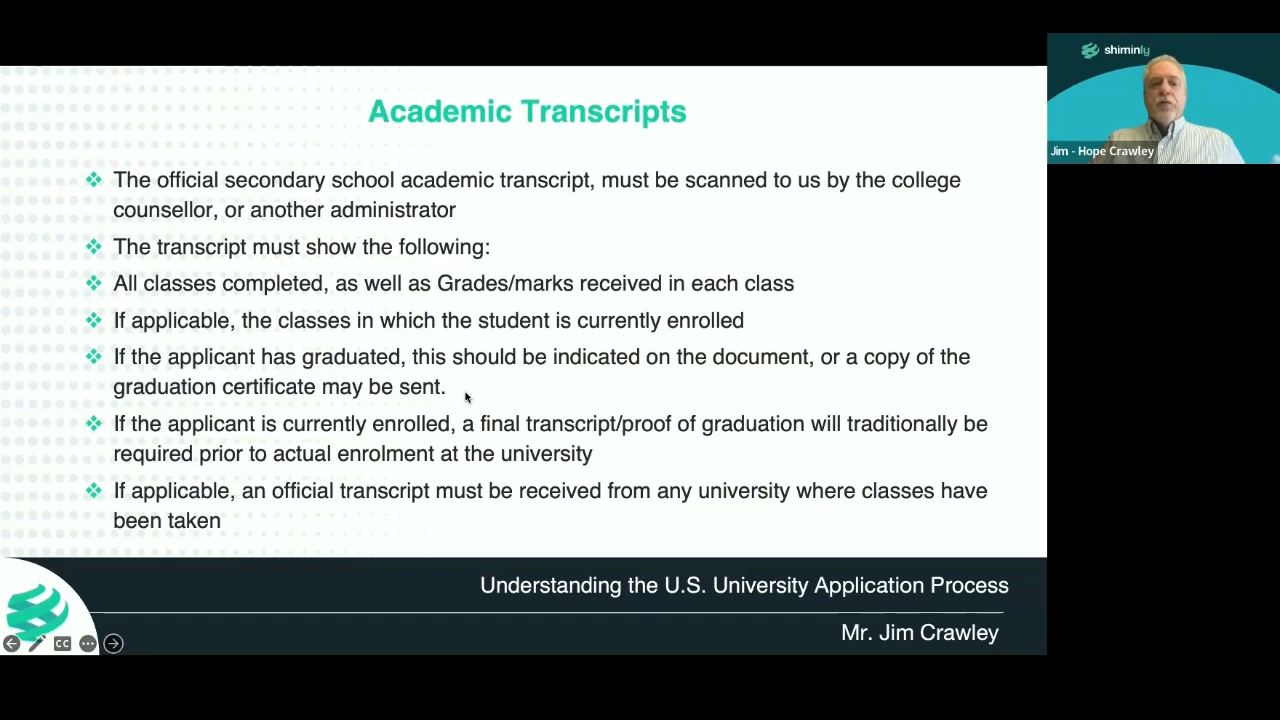 Academic Transcripts
The official secondary school academic transcript, must be scanned to us by the college
counsellor, or another administrator
The transcript must show the following:
All classes completed, as well as Grades/marks received in each class
If applicable, the classes in which the student is currently enrolled
If the applicant has graduated, this should be indicated on the document, or a copy of the
graduation certificate may be sent.
If the applicant is currently enrolled, a final transcript/proof of graduation will traditionally be
required prior to actual enrolment at the university
If applicable, an official transcript must be received from any university where classes have
been taken
Understanding the U.S. University Application Process
Mr. Jim Crawley
CC
shiminly
Jim - Hope Crawley